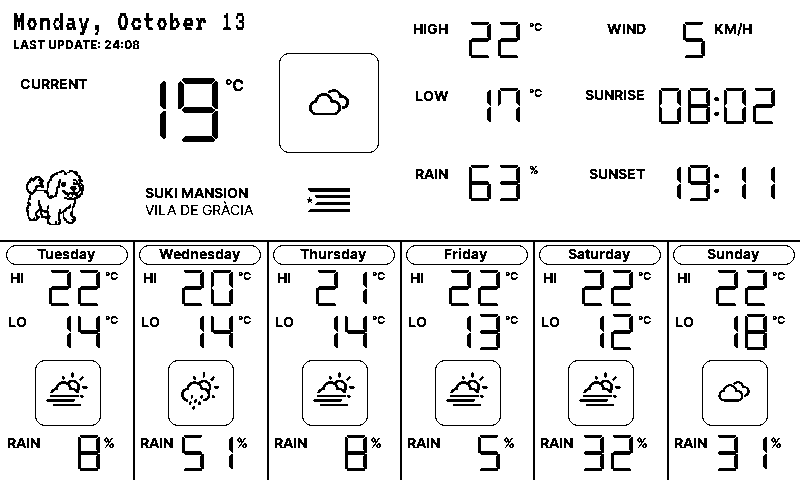 Monday, October 13
LAST UPDATE: 24:08
CURRENT 19 °C
SUKI MANSION
VILA DE GRÀCIA
HIGH 22 °C
LOW 17 °C
RAIN 63 %
WIND 5 KM/H
SUNRISE 08:02
SUNSET 19:11
Tuesday
HI 22 °C
LO 14 °C
RAIN 8 %
Wednesday
HI 20 °C
LO 14 °C
RAIN 51 %
Thursday
HI 21 °C
LO 14 °C
RAIN 8 %
Friday
HI 22 °C
LO 13 °C
RAIN 5 %
Saturday
HI 22 °C
LO 12 °C
RAIN 32 %
Sunday
HI 22 °C
LO 18 °C
RAIN 31 %